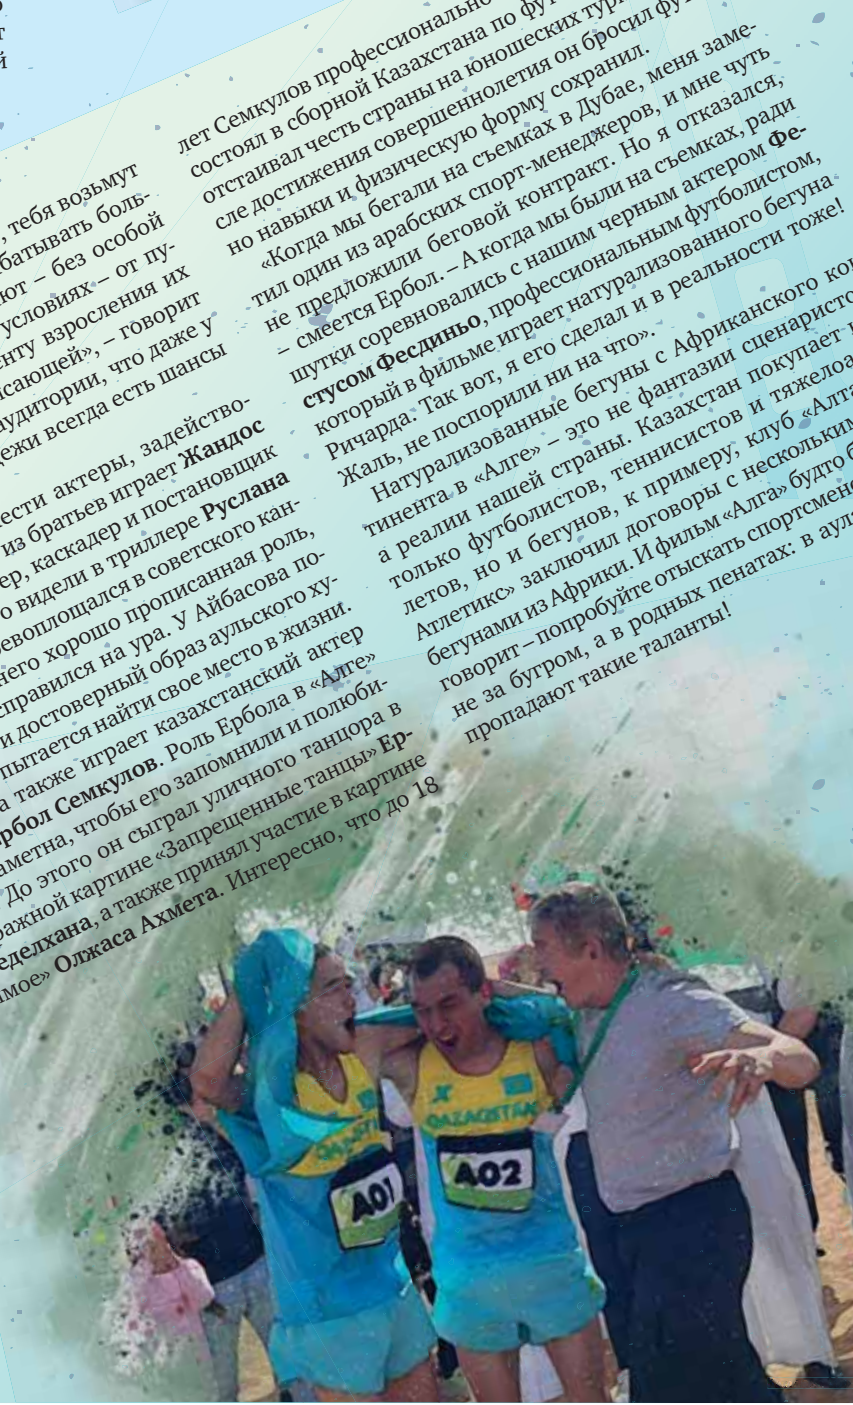 т
й
, тебя возьмут
батывать боль-
ют – без особой
условиях – от пу-
енту взросления их
сающей», – говорит
аудитории, что даже у
ежи всегда есть шансы
ести актеры, задейство-
из братьев играет Жандос
ер, каскадер и постановщик
о видели в триллере Руслана
ревоплощался в советского кан-
него хорошо прописанная роль,
справился на ура. У Айбасова по-
и достоверный образ аульского ху-
пытается найти свое место в жизни.
а также играет казахстанский актер
рбол Семкулов. Роль Ербола в «Алге»
аметна, чтобы его запомнили и полюби-
До этого он сыграл уличного танцора в
ражной картине «Запрещенные танцы» Ер-
еделхана, а также принял участие в картине
имое» Олжаса Ахмета. Интересно, что до 18
лет Семкулов профессионально
состоял в сборной Казахстана по фут
отстаивал честь страны на юношеских тур
сле достижения совершеннолетия он бросил фу
но навыки и физическую форму сохранил.
«Когда мы бегали на съемках в Дубае, меня заме-
тил один из арабских спорт-менеджеров, и мне чуть
не предложили беговой контракт. Но я отказался,
– смеется Ербол. – А когда мы были на съемках, ради
шутки соревновались с нашим черным актером Фе-
стусом Фесдиньо, профессиональным футболистом,
который в фильме играет натурализованного бегуна
Ричарда. Так вот, я его сделал и в реальности тоже!
Жаль, не поспорили ни на что».
Натурализованные бегуны с Африканского кон
тинента в «Алге» – это не фантазии сценаристо
а реалии нашей страны. Казахстан покупает н
только футболистов, теннисистов и тяжелоа
летов, но и бегунов, к примеру, клуб «Алта
Атлетикс» заключил договоры с несколькими
бегунами из Африки. И фильм «Алга» будто б
говорит – попробуйте отыскать спортсмено
не за бугром, а в родных пенатах: в аула
пропадают такие таланты!
QAZAQSTAN
A01
QAZAQSTAN
A02